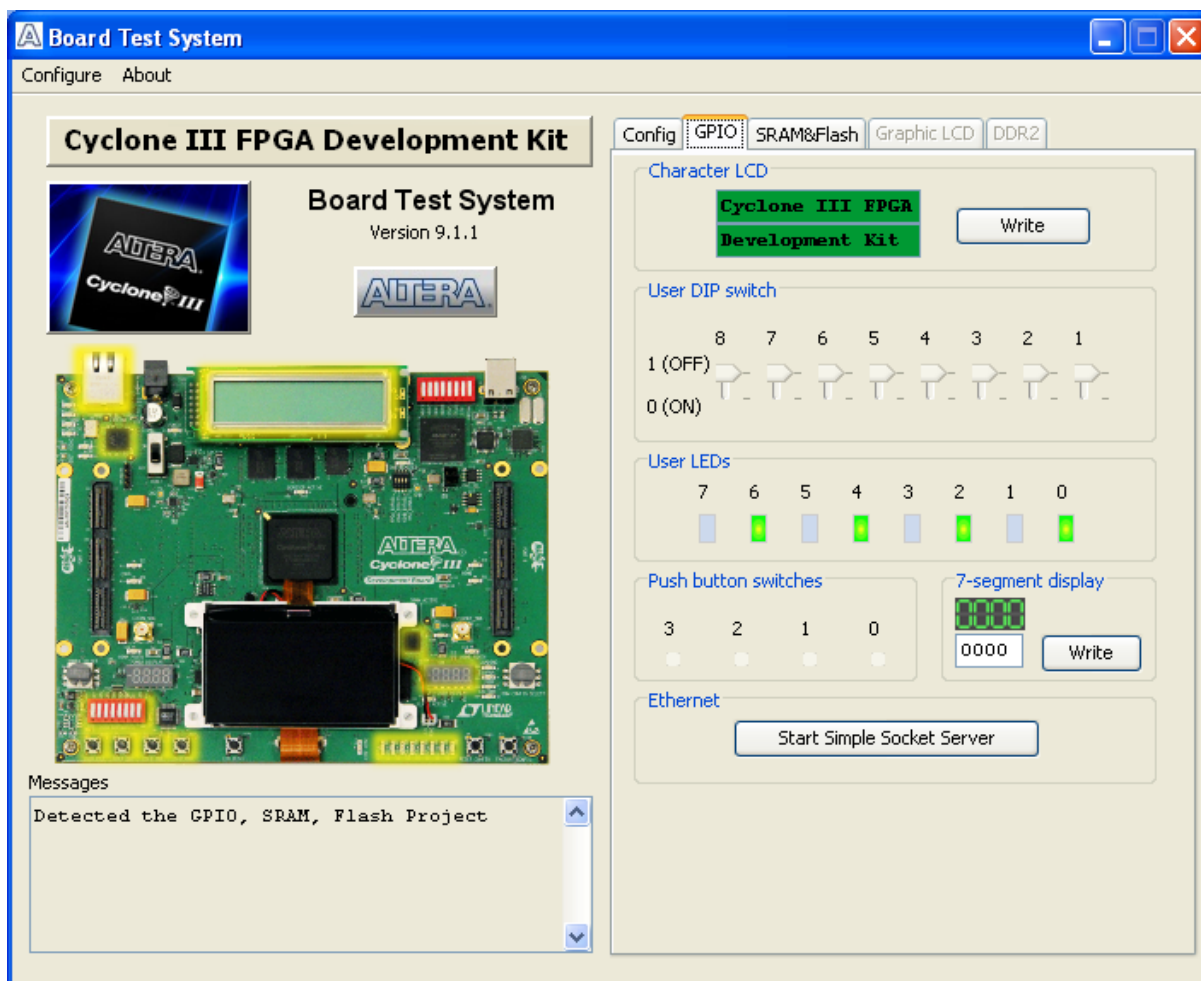 Board Test System
Configure About
Cyclone III FPGA Development Kit
ALTERA
Cyclone III
Board Test System
Version 9.1.1
ALTERA
ALTERA
Cyclone III
Messages
Detected the GPIO, SRAM, Flash Project
Config GPIO SRAM&Flash Graphic LCD DDR2
Character LCD
Cyclone III FPGA
Development Kit
Write
User DIP switch
8 7 6 5 4 3 2 1
1 (OFF)
0 (ON)
User LEDs
7 6 5 4 3 2 1 0
Push button switches
3 2 1 0
7-segment display
0000
0000
Write
Ethernet
Start Simple Socket Server